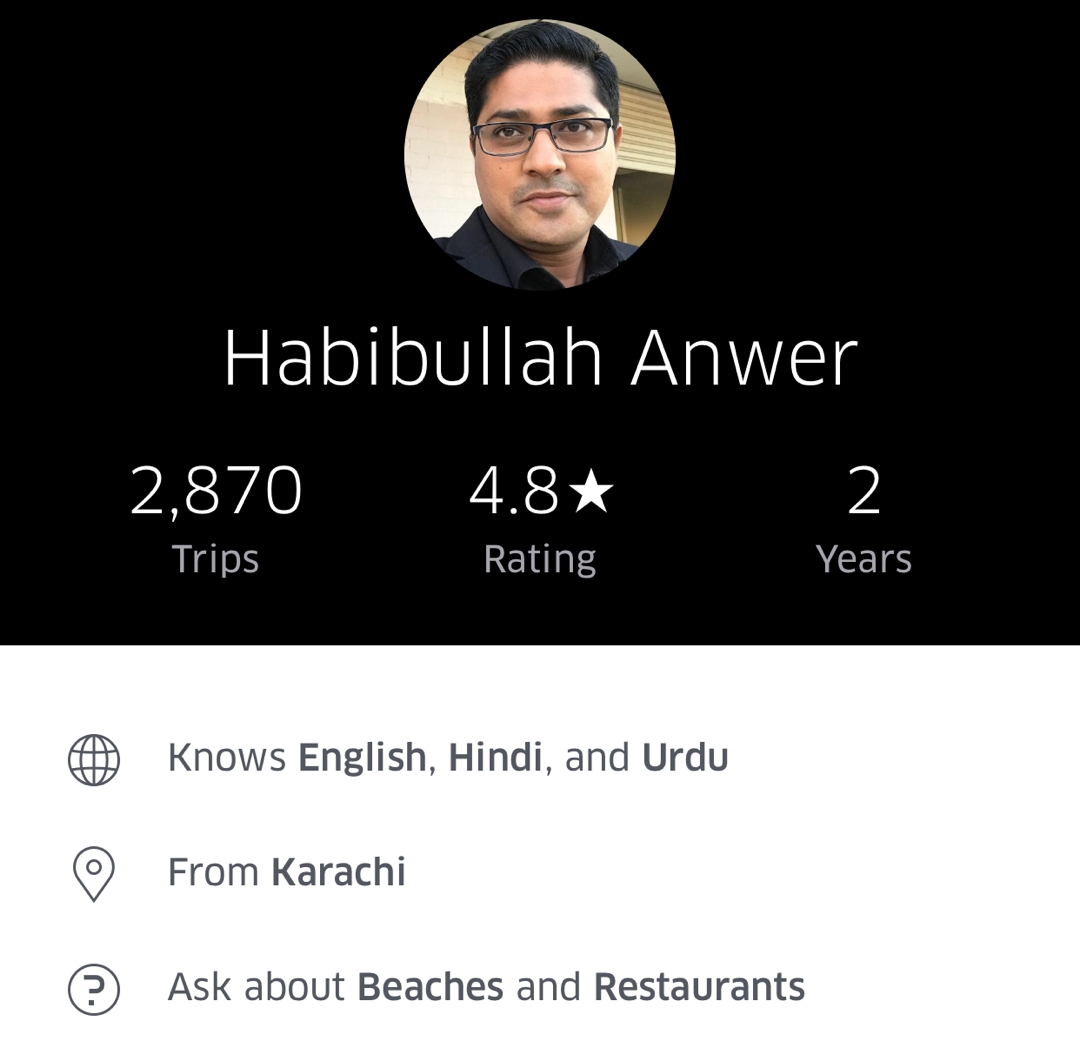 Habibullah Anwer
2,870 4.8★ 2
Trips Rating Years
Knows English, Hindi, and Urdu
From Karachi
Ask about Beaches and Restaurants